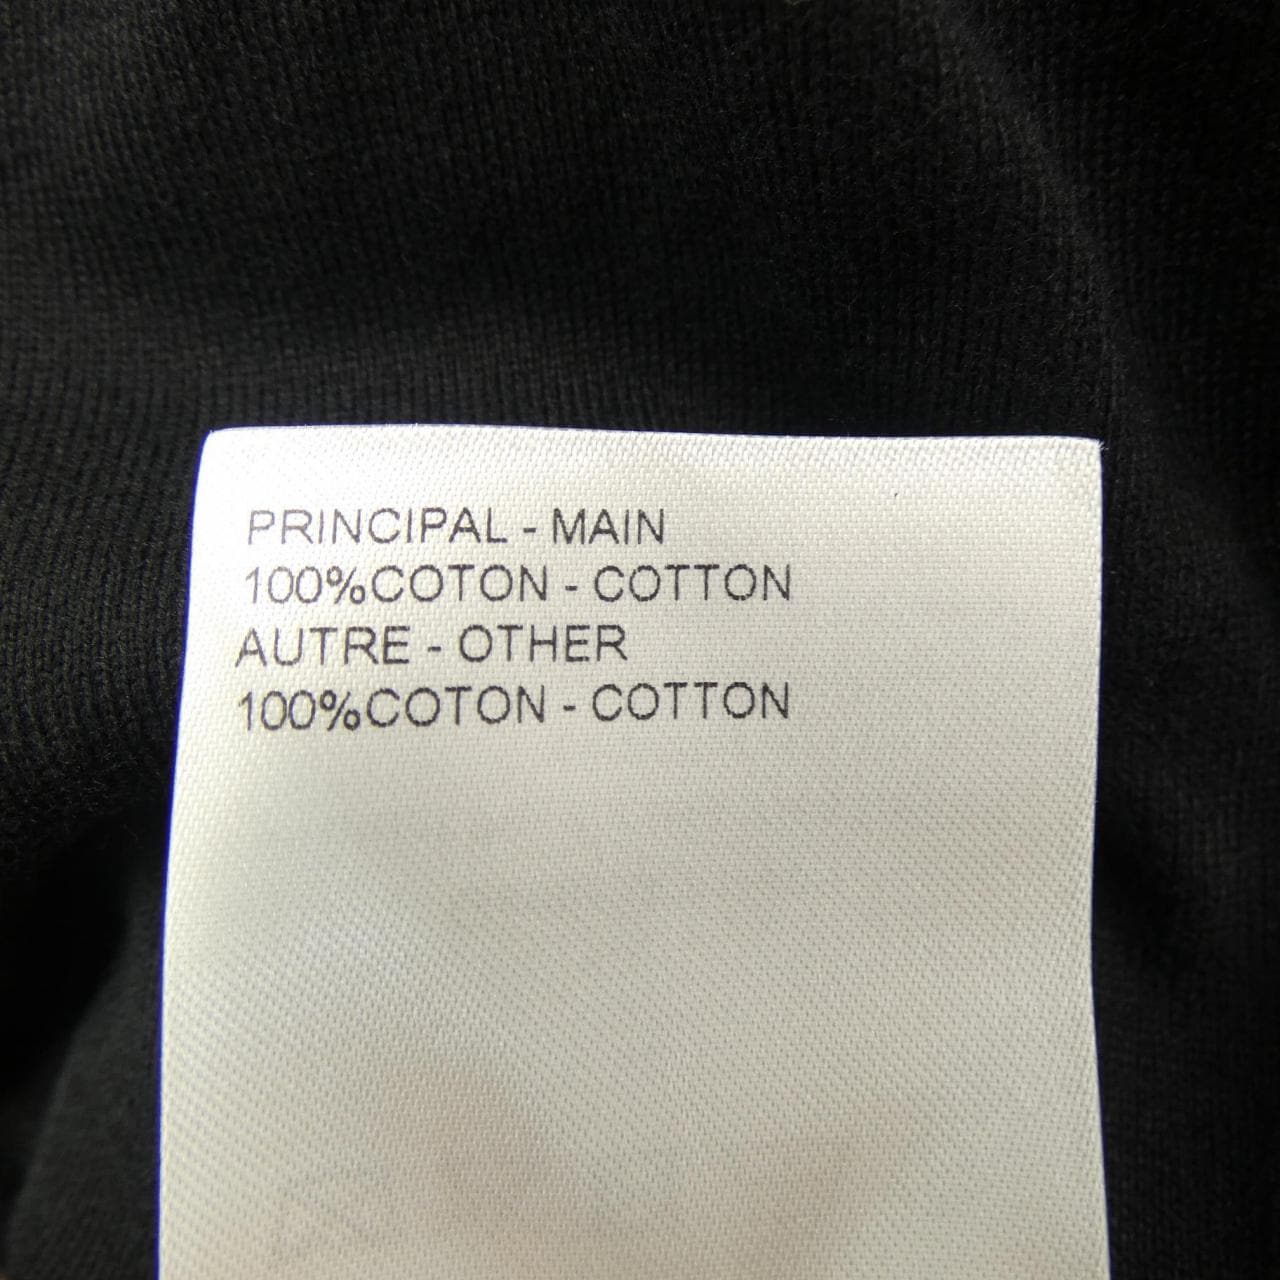 PRINCIPAL - MAIN
100%COTON - COTTON
AUTRE - OTHER
100%COTON - COTTON